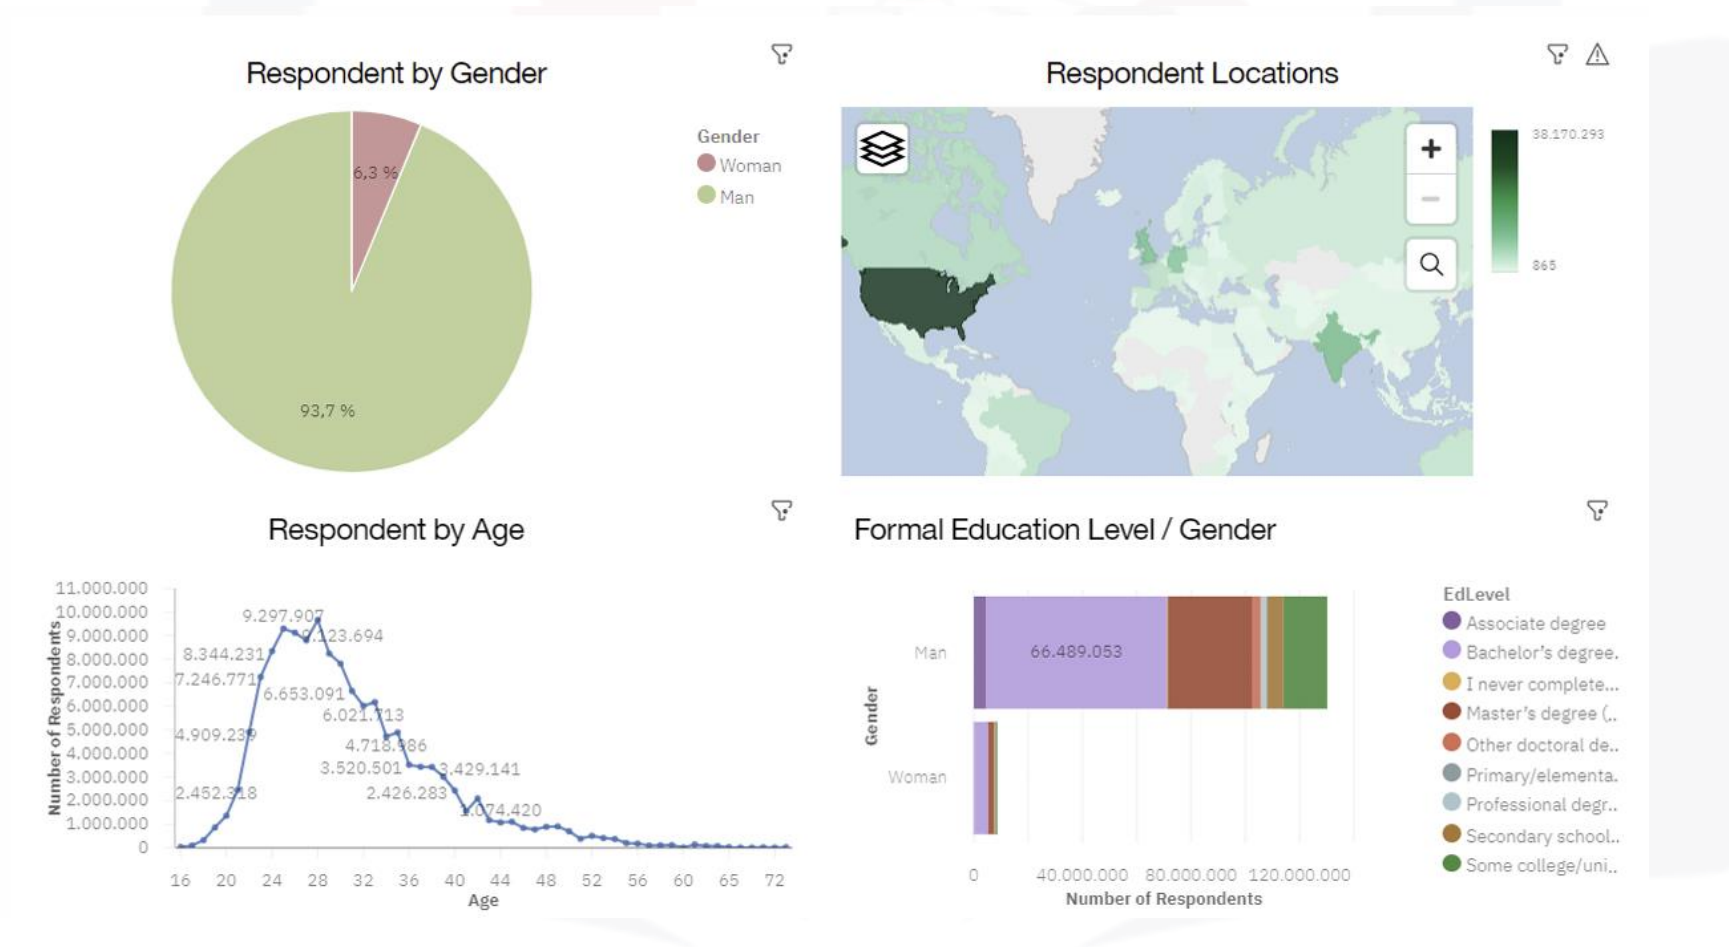 Respondent by Gender
6,3 %
93,7 %
Gender
Woman
Man
Respondent Locations
+
−
38.170.293
865
Respondent by Age
Number of Respondents
11.000.000
10.000.000
9.000.000
8.000.000
7.000.000
6.000.000
5.000.000
4.000.000
3.000.000
2.000.000
1.000.000
0
9.297.907
9.123.694
8.344.231
7.246.771
6.653.091
6.021.713
4.909.239
4.718.986
3.520.501
3.429.141
2.452.318
2.426.283
16 20 24 28 32 36 40 44 48 52 56 60 65 72
Age
Formal Education Level / Gender
Gender
Man
66.489.053
Woman
0 40.000.000 80.000.000 120.000.000
Number of Respondents
EdLevel
Associate degree
Bachelor's degree.
I never complete...
Master's degree (..
Other doctoral de..
Primary/elementa.
Professional degr..
Secondary school..
Some college/uni..